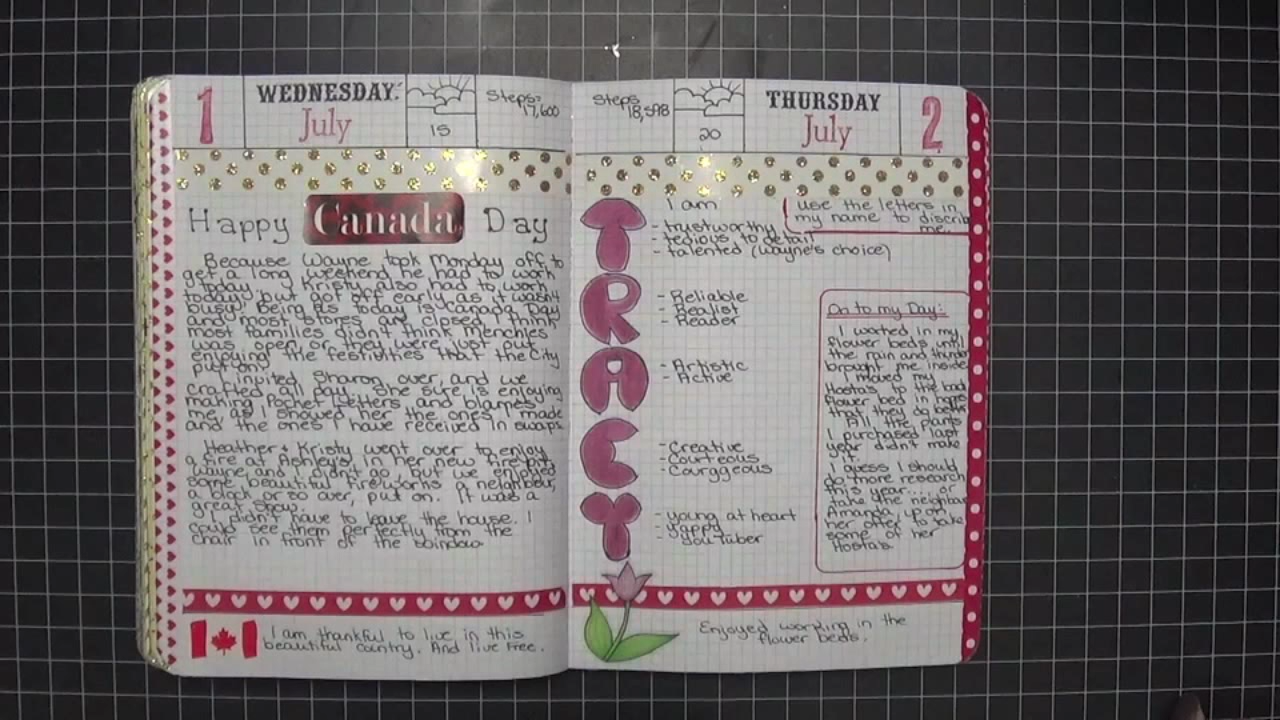 1
WEDNESDAY
July
15
Steps:
17,600
Happy Canada Day
Because Wayne took Monday off to
get a long weekend he had to work
today. Kristy also had to work
today, but got off early as it wasn't
busy. Being as today is Canada Day
and most stores are closed I think
most families didn't think Menchies
was open or they were just out
enjoying the festivities that the City
put on.
I invited Sharon over, and we
crafted all day. She sure is enjoying
making Pocket Letters and blames
me, as I showed her the ones I made
and the ones I have received in swaps.
Heather & Kristy went over to enjoy
a fire at Ashley's in her new fire pit.
Wayne and I didn't go, but we enjoyed
some beautiful fireworks a neighbour,
a block or so over, put on. It was a
great show.
I didn't have to leave the house. I
could see them perfectly from the
chair in front of the window.
I am thankful to live in this
beautiful country. And live Free.
Steps
18,598
20
THURSDAY
July
2
I am
use the letters in
my name to discrib
me.
T
- trustworthy
- tedious to detail
- talented (Wayne's choice)
R
- Reliable
- Realist
- Reader
A
- Artistic
- Active
C
- Creative
- Courteous
- Courageous
Y
- young at heart
- yappy
- YouTuber
On to my Day:
I worked in my
flower beds until
the rain and thunder
brought me inside
I moved my
Hosta's to the back
flower bed in hopes
that they do better
All the plants
I purchased last
year didn't make
it.
I guess I should
do more research
this year.... or
take the neighbour
Amanda upon
her offer to take
some of her
Hosta's.
Enjoyed working in the
flower beds.